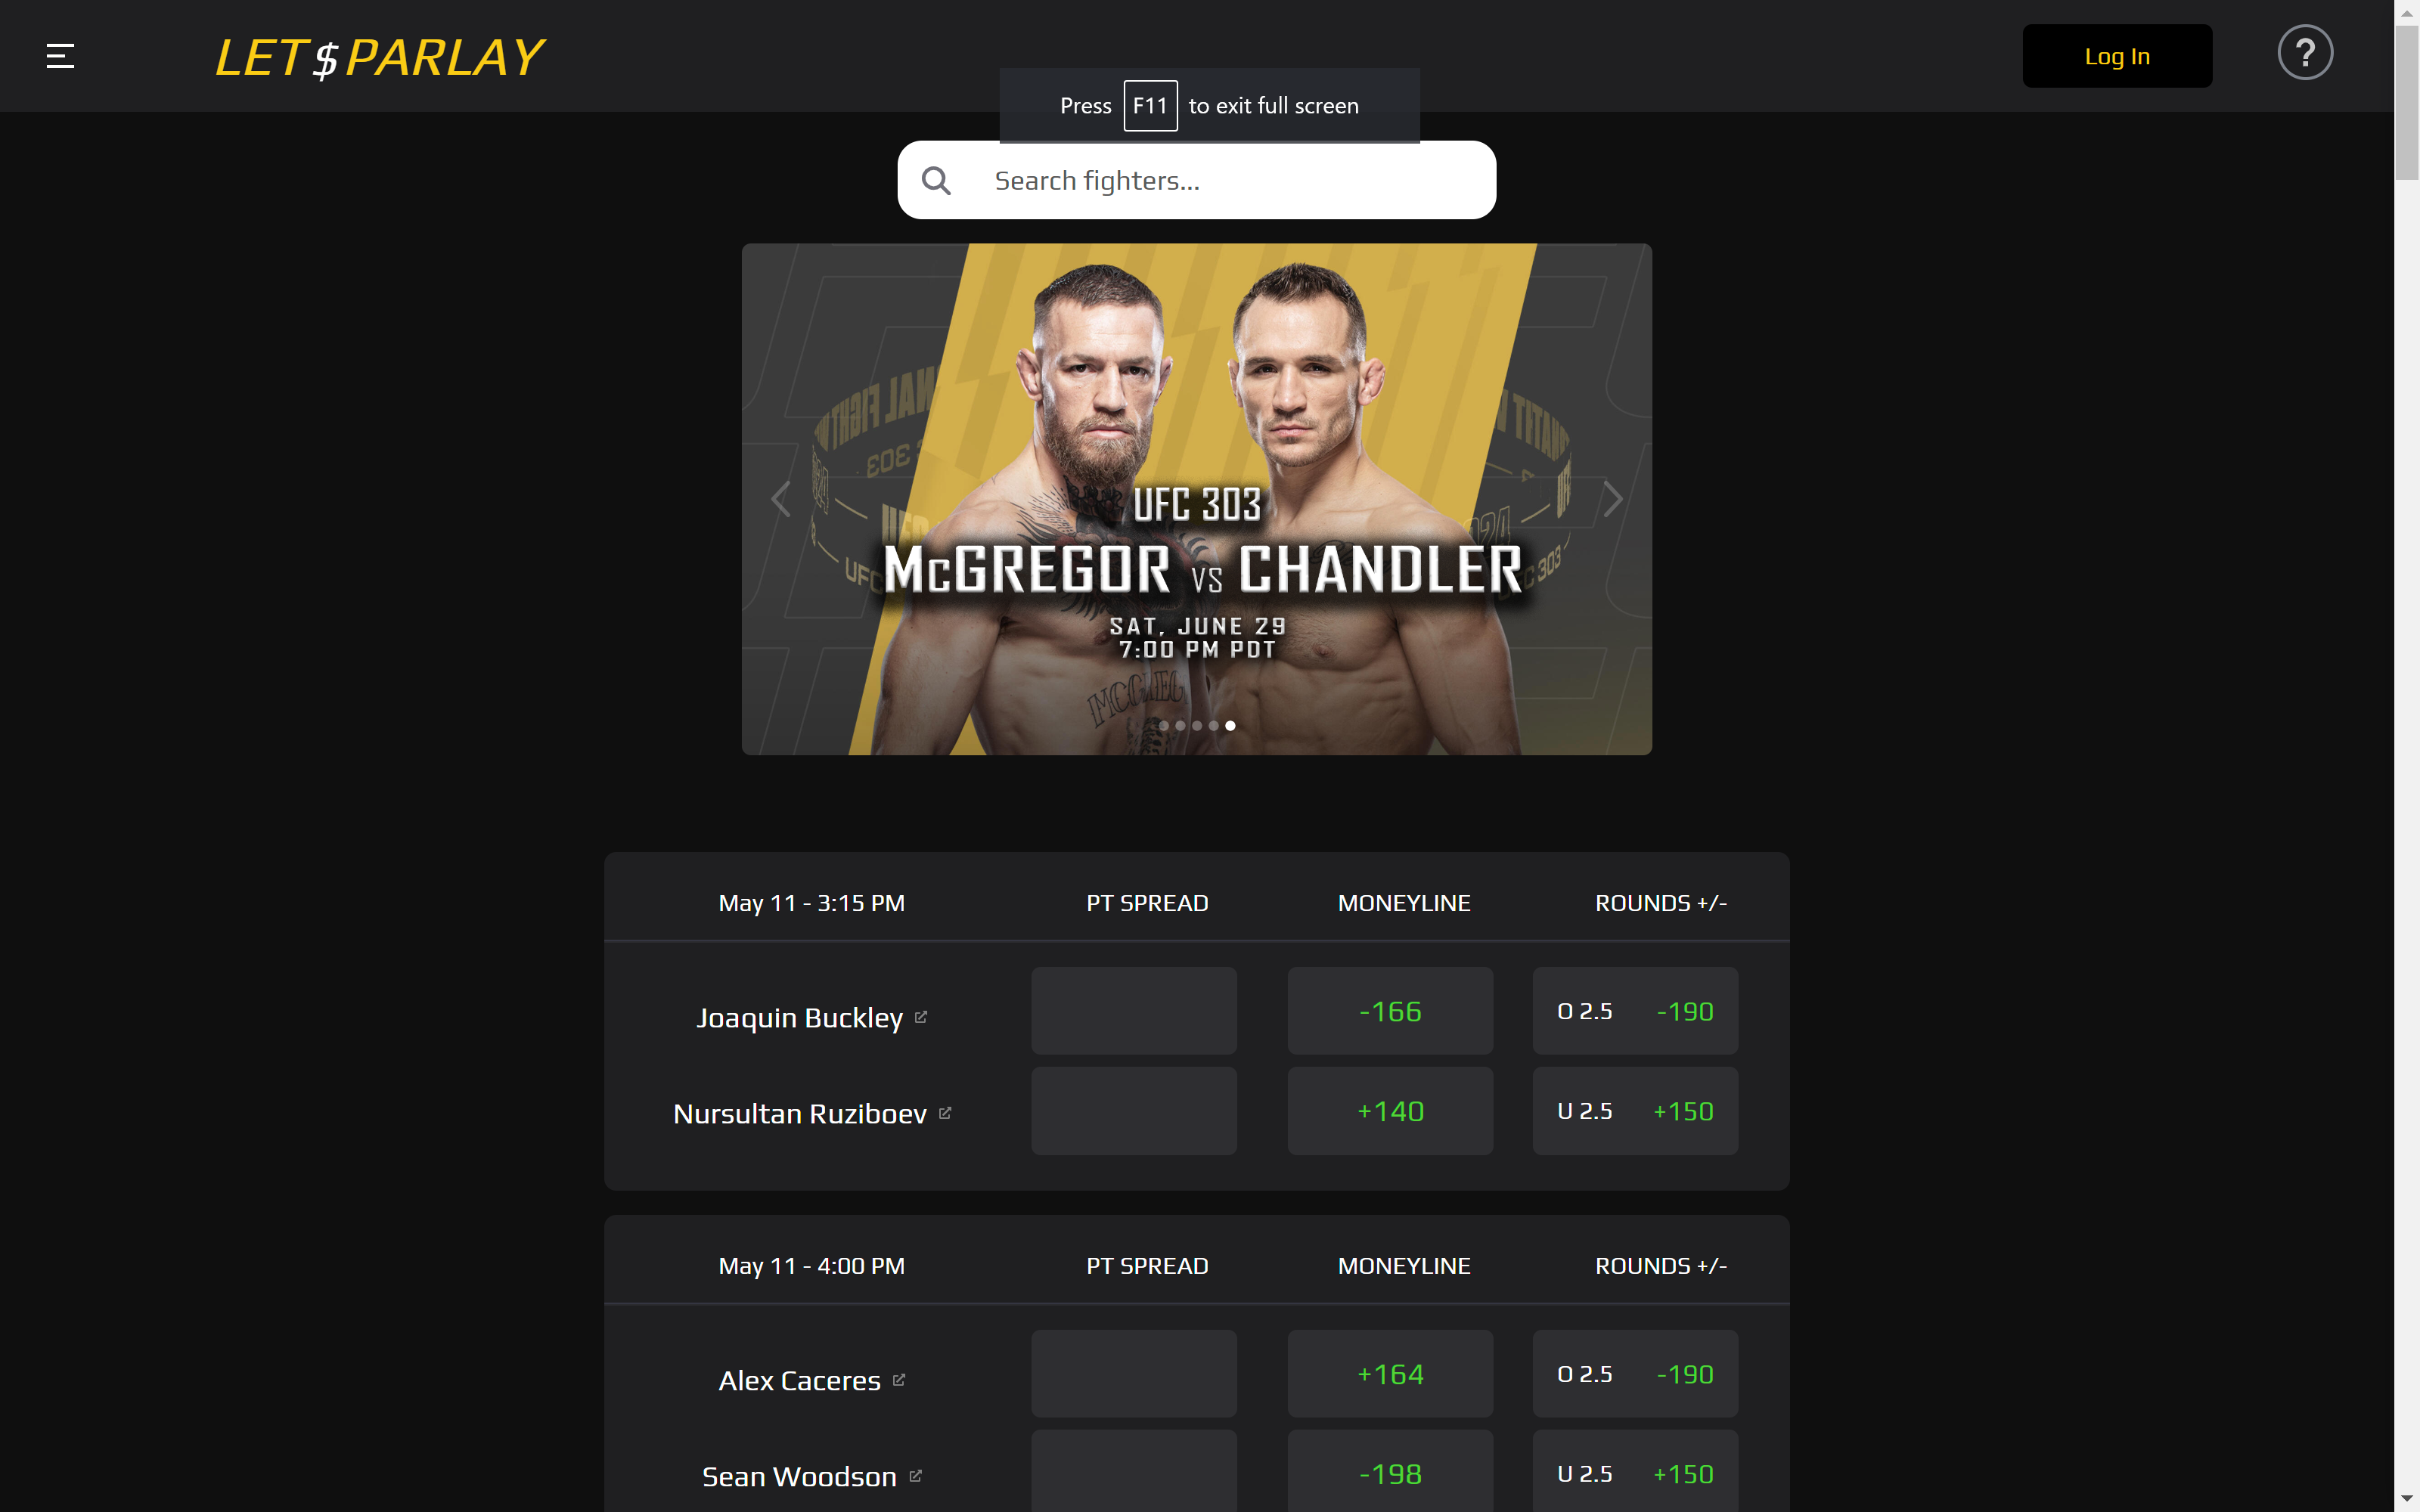 LET$PARLAY
Log In
?
Press F11 to exit full screen
Search fighters...
UFC 303
McGREGOR VS CHANDLER
SAT, JUNE 29
7:00 PM PDT
May 11 - 3:15 PM PT SPREAD MONEYLINE ROUNDS +/-
Joaquin Buckley -166 O 2.5 -190
Nursultan Ruziboev +140 U 2.5 +150
May 11 - 4:00 PM PT SPREAD MONEYLINE ROUNDS +/-
Alex Caceres +164 O 2.5 -190
Sean Woodson -198 U 2.5 +150